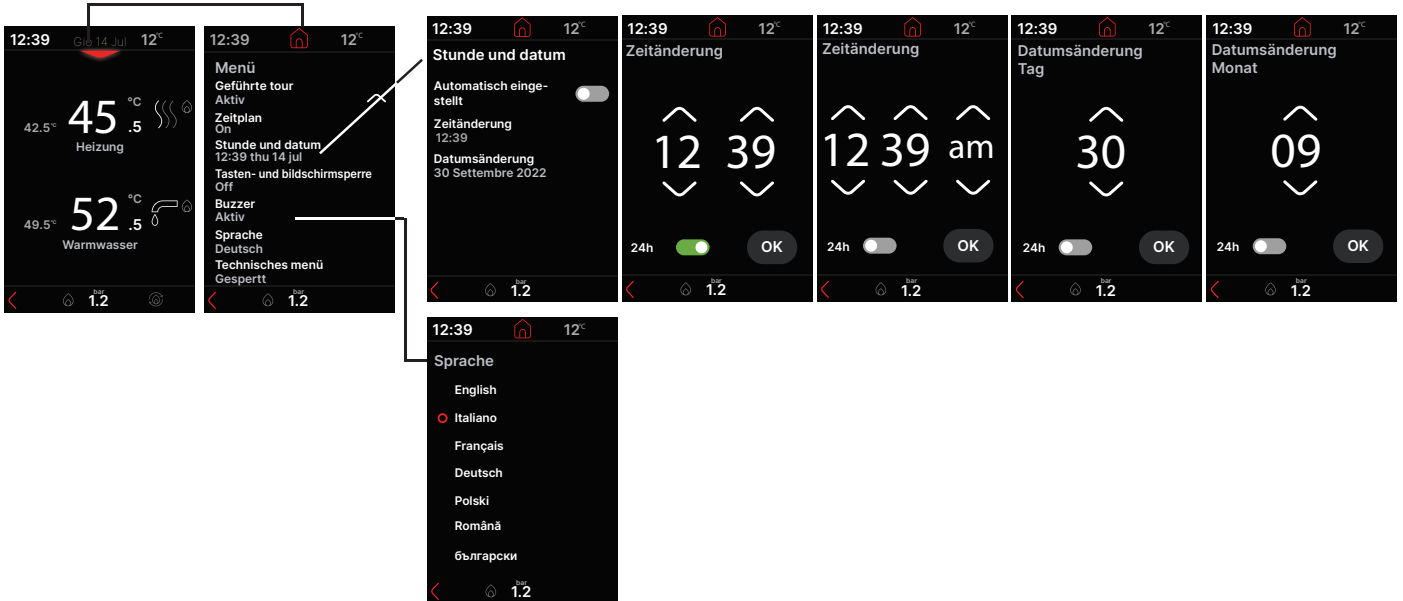 12:39 Gio 14 Jul 12°C
42.5°C 45 °C .5
Heizung
49.5°C 52 °C .5
Warmwasser
bar
1.2
12:39 12°C
Menü
Geführte tour
Aktiv
Zeitplan
On
Stunde und datum
12:39 thu 14 jul
Tasten- und bildschirmsperre
Off
Buzzer
Aktiv
Sprache
Deutsch
Technisches menü
Gespertt
bar
1.2
12:39 12°C
Stunde und datum
Automatisch einge-
stellt
Zeitänderung
12:39
Datumsänderung
30 Settembre 2022
bar
1.2
12:39 12°C
Zeitänderung
12 39
24h OK
bar
1.2
12:39 12°C
Zeitänderung
12 39 am
24h OK
bar
1.2
12:39 12°C
Datumsänderung
Tag
30
24h OK
bar
1.2
12:39 12°C
Datumsänderung
Monat
09
24h OK
bar
1.2
12:39 12°C
Sprache
English
Italiano
Français
Deutsch
Polski
Română
български
bar
1.2